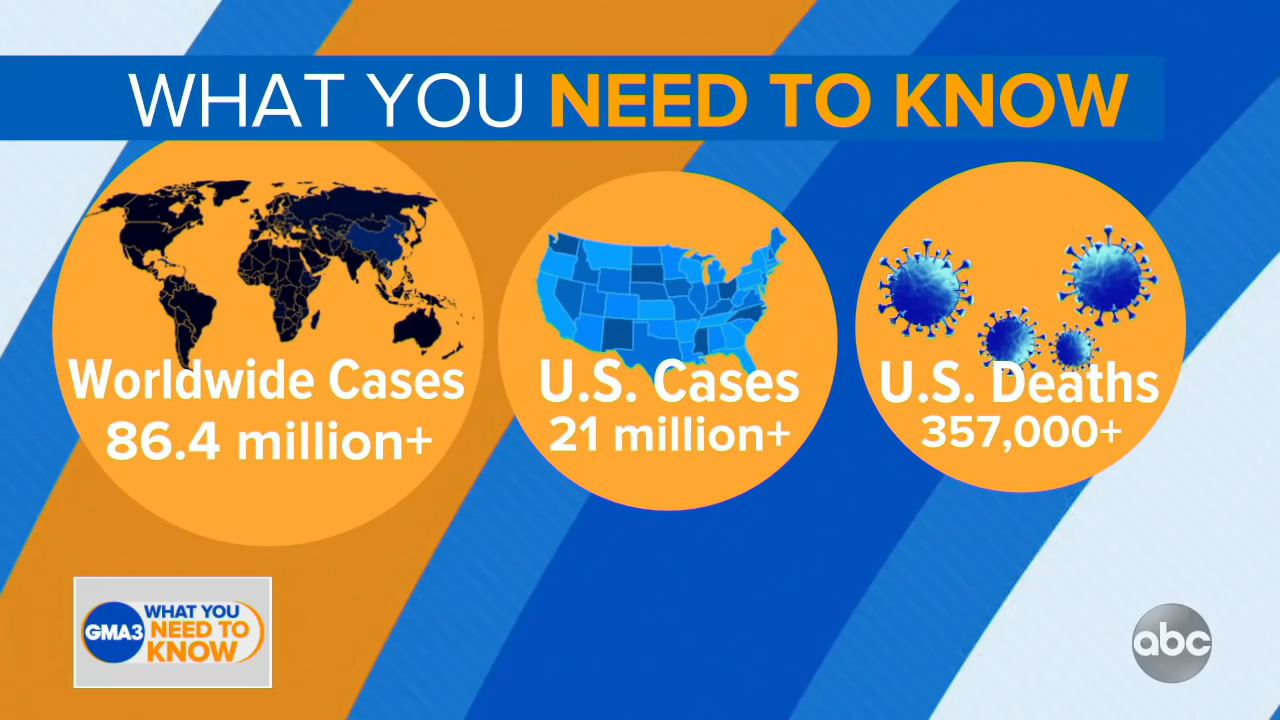 WHAT YOU NEED TO KNOW
Worldwide Cases
86.4 million+
U.S. Cases
21 million+
U.S. Deaths
357,000+
GMA3
WHAT YOU
NEED TO
KNOW
abc